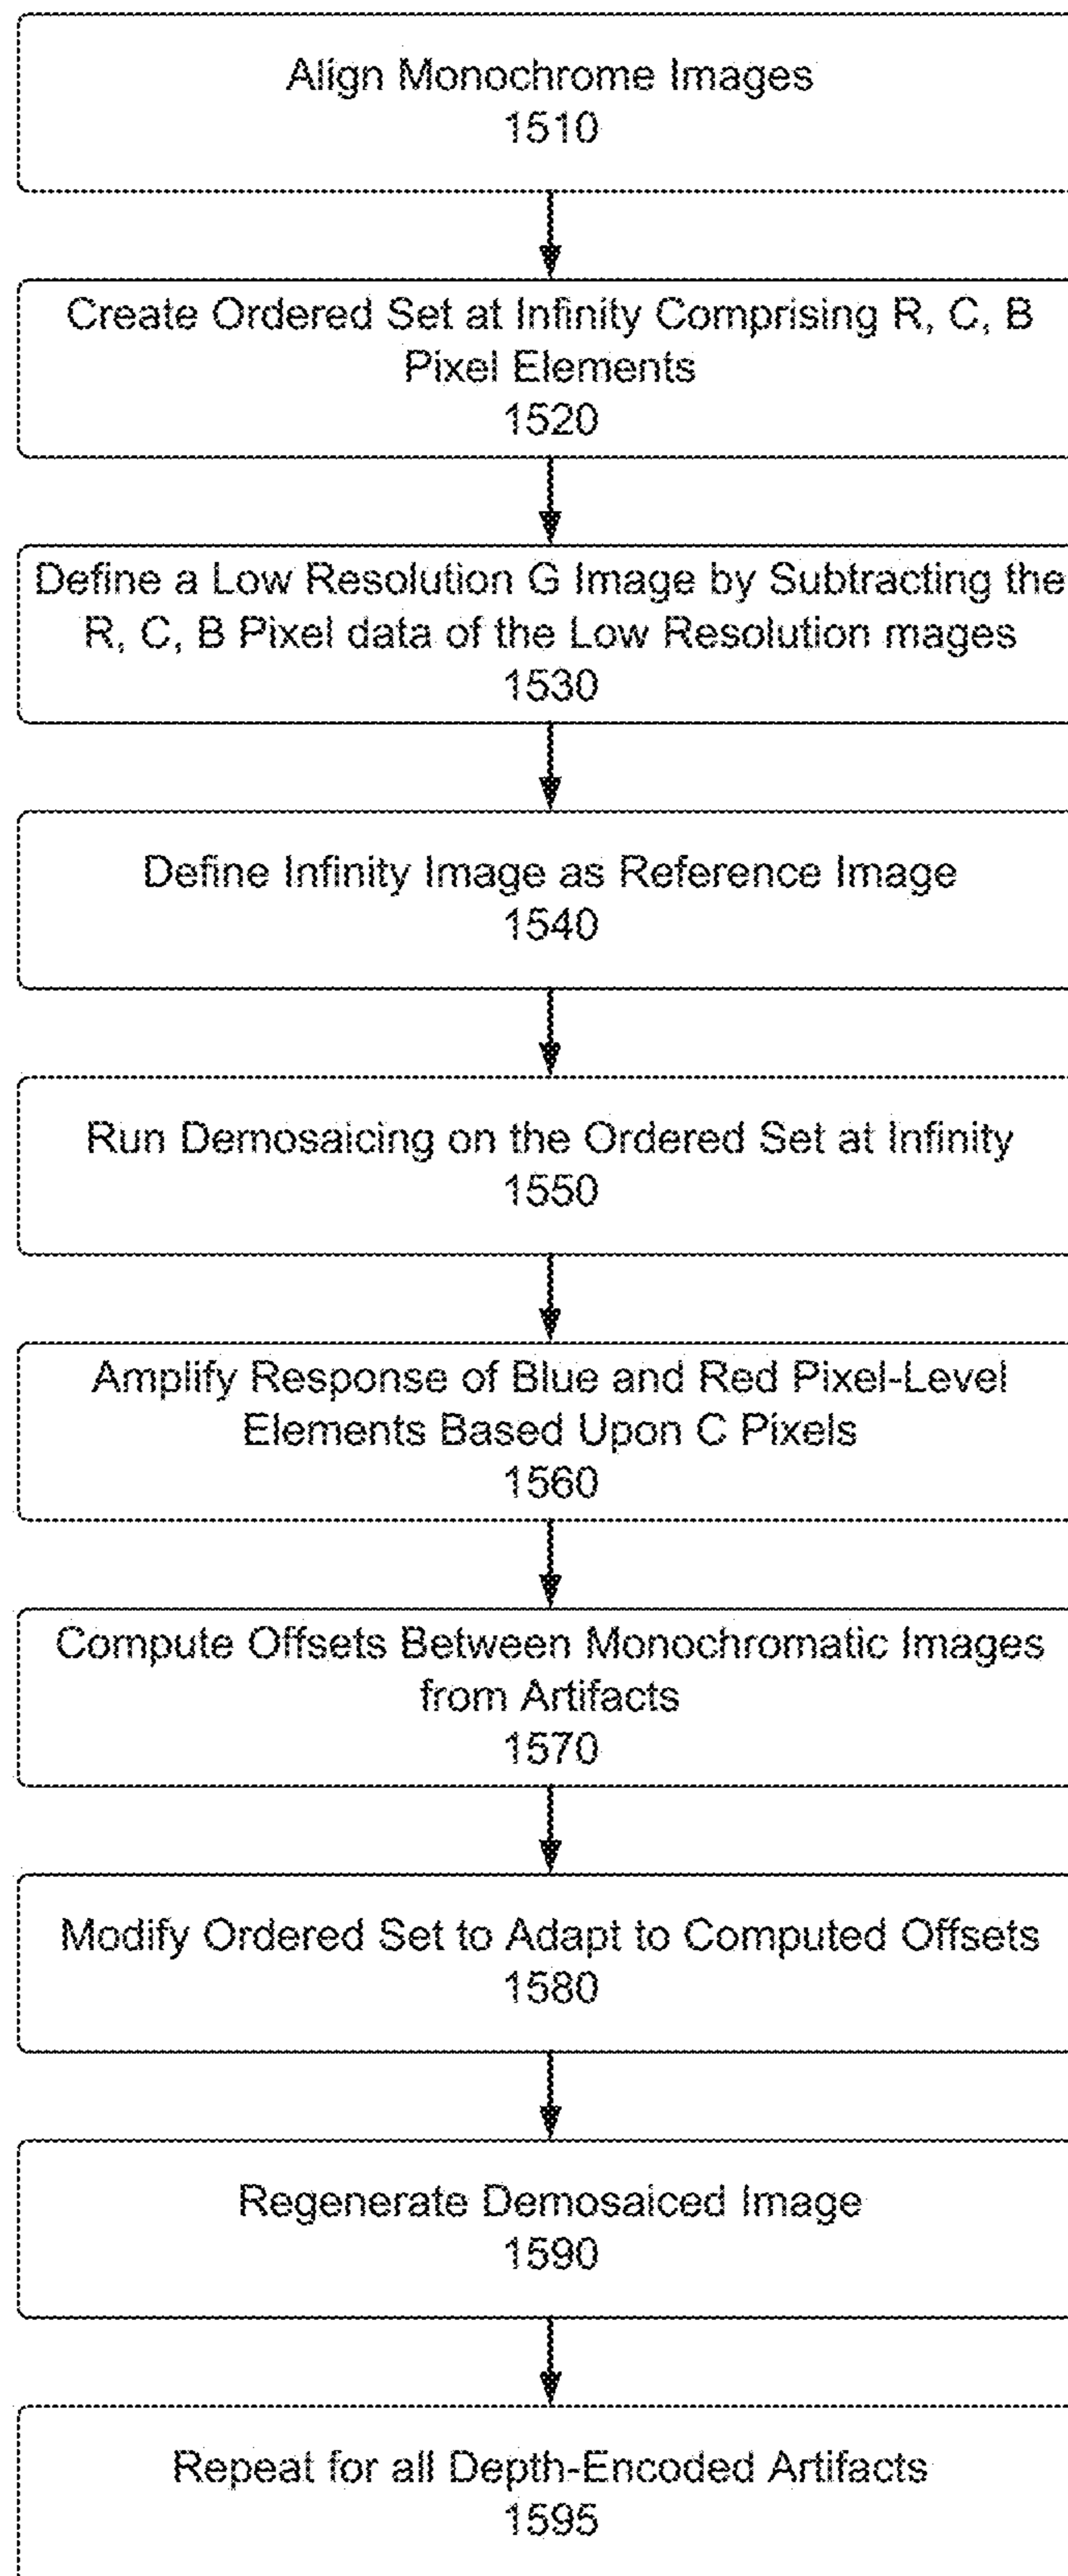 Align Monochrome Images
1510
Create Ordered Set at Infinity Comprising R, C, B
Pixel Elements
1520
Define a Low Resolution G Image by Subtracting the
R, C, B Pixel data of the Low Resolution mages
1530
Define Infinity Image as Reference Image
1540
Run Demosaicing on the Ordered Set at Infinity
1550
Amplify Response of Blue and Red Pixel-Level
Elements Based Upon C Pixels
1560
Compute Offsets Between Monochromatic Images
from Artifacts
1570
Modify Ordered Set to Adapt to Computed Offsets
1580
Regenerate Demosaiced Image
1590
Repeat for all Depth-Encoded Artifacts
1595